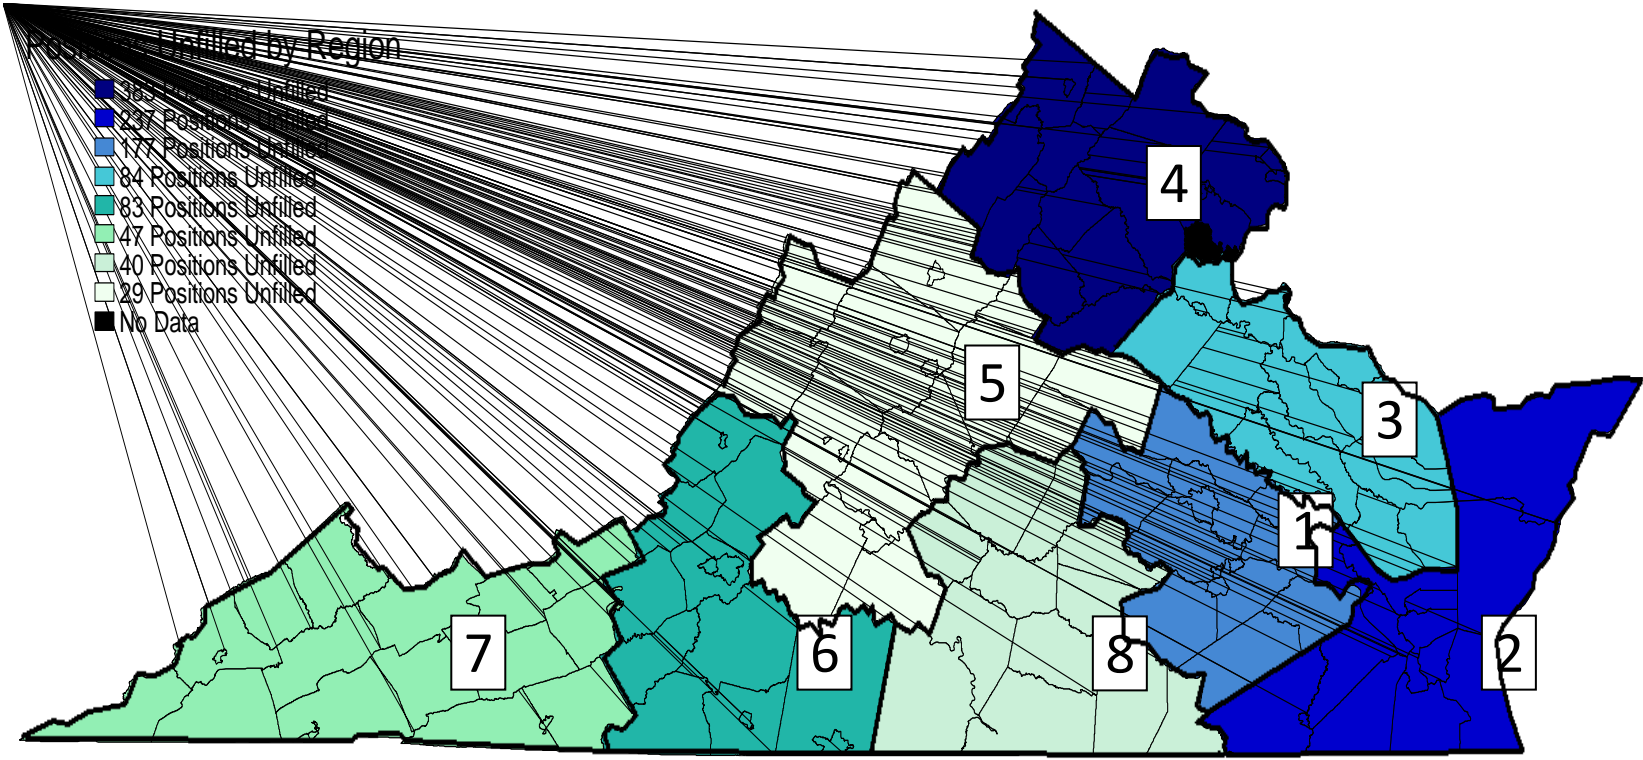 Positions Unfilled by Region
383 Positions Unfilled
237 Positions Unfilled
177 Positions Unfilled
84 Positions Unfilled
83 Positions Unfilled
47 Positions Unfilled
40 Positions Unfilled
29 Positions Unfilled
No Data
4
5
3
1
7
6
8
2